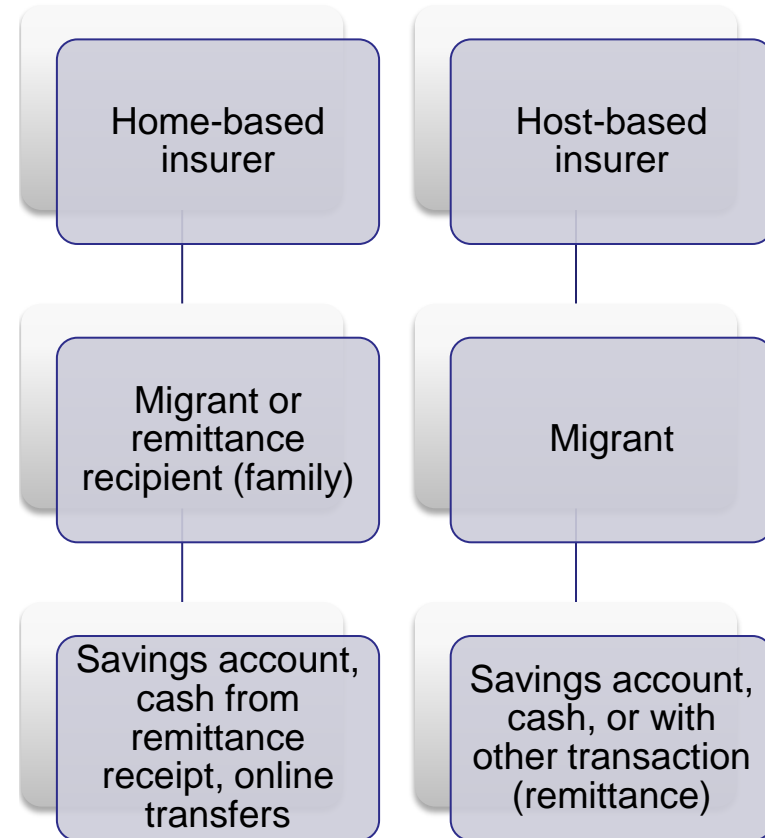 Home-based
insurer
Host-based
insurer
Migrant or
remittance
recipient (family)
Migrant
Savings account,
cash from
remittance
receipt, online
transfers
Savings account,
cash, or with
other transaction
(remittance)